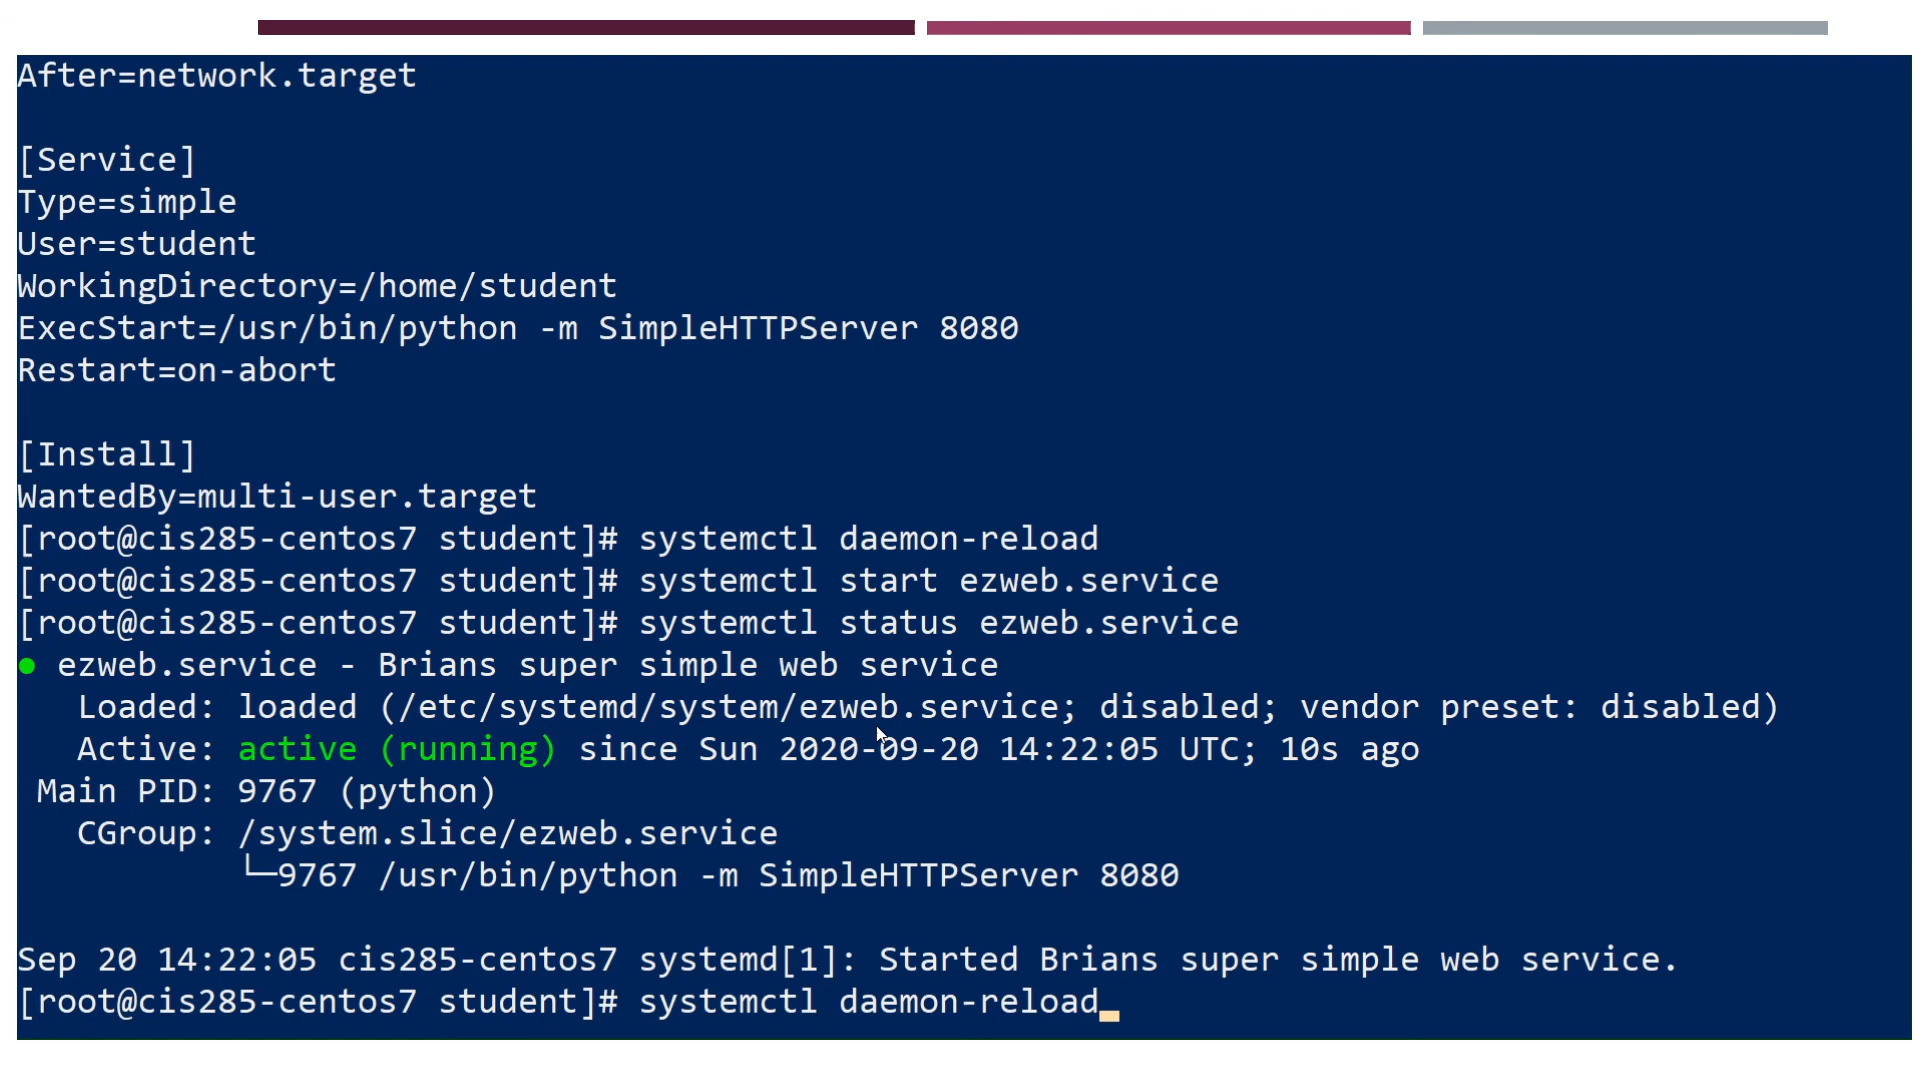 After=network.target
[Service]
Type=simple
User=student
WorkingDirectory=/home/student
ExecStart=/usr/bin/python -m SimpleHTTPServer 8080
Restart=on-abort
[Install]
WantedBy=multi-user.target
[root@cis285-centos7 student]# systemctl daemon-reload
[root@cis285-centos7 student]# systemctl start ezweb.service
[root@cis285-centos7 student]# systemctl status ezweb.service
● ezweb.service - Brians super simple web service
Loaded: loaded (/etc/systemd/system/ezweb.service; disabled; vendor preset: disabled)
Active: active (running) since Sun 2020-09-20 14:22:05 UTC; 10s ago
Main PID: 9767 (python)
CGroup: /system.slice/ezweb.service
└─9767 /usr/bin/python -m SimpleHTTPServer 8080
Sep 20 14:22:05 cis285-centos7 systemd[1]: Started Brians super simple web service.
[root@cis285-centos7 student]# systemctl daemon-reload